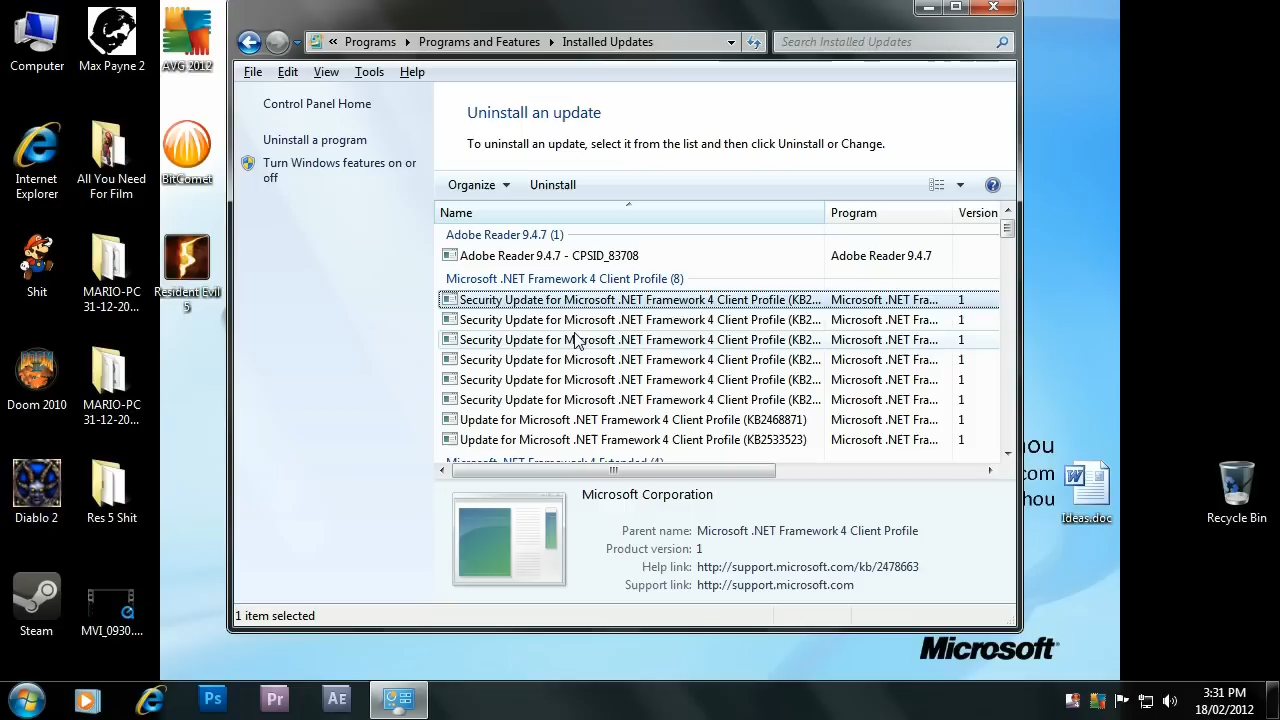 Computer
Max Payne 2
AVG 2012
Internet
Explorer
All You Need
For Film
BitComet
Shit
MARIO-PC
31-12-20...
Resident Evil
5
Doom 2010
MARIO-PC
31-12-20...
Diablo 2
Res 5 Shit
Steam
MVI_0930....
« Programs Programs and Features Installed Updates
Search Installed Updates
File Edit View Tools Help
Control Panel Home
Uninstall a program
Turn Windows features on or
off
Uninstall an update
To uninstall an update, select it from the list and then click Uninstall or Change.
Organize Uninstall
Name Program Version
Adobe Reader 9.4.7 (1)
Adobe Reader 9.4.7 - CPSID_83708 Adobe Reader 9.4.7
Microsoft .NET Framework 4 Client Profile (8)
Security Update for Microsoft .NET Framework 4 Client Profile (KB2... Microsoft .NET Fra... 1
Security Update for Microsoft .NET Framework 4 Client Profile (KB2... Microsoft .NET Fra... 1
Security Update for Microsoft .NET Framework 4 Client Profile (KB2... Microsoft .NET Fra... 1
Security Update for Microsoft .NET Framework 4 Client Profile (KB2... Microsoft .NET Fra... 1
Security Update for Microsoft .NET Framework 4 Client Profile (KB2... Microsoft .NET Fra... 1
Security Update for Microsoft .NET Framework 4 Client Profile (KB2... Microsoft .NET Fra... 1
Update for Microsoft .NET Framework 4 Client Profile (KB2468871) Microsoft .NET Fra... 1
Update for Microsoft .NET Framework 4 Client Profile (KB2533523) Microsoft .NET Fra... 1
Microsoft .NET Framework 4 Extended (4)
Microsoft Corporation
Parent name: Microsoft .NET Framework 4 Client Profile
Product version: 1
Help link: http://support.microsoft.com/kb/2478663
Support link: http://support.microsoft.com
1 item selected
hou
com
hou
Ideas.doc
Recycle Bin
Microsoft
Ps Pr AE
3:31 PM
18/02/2012